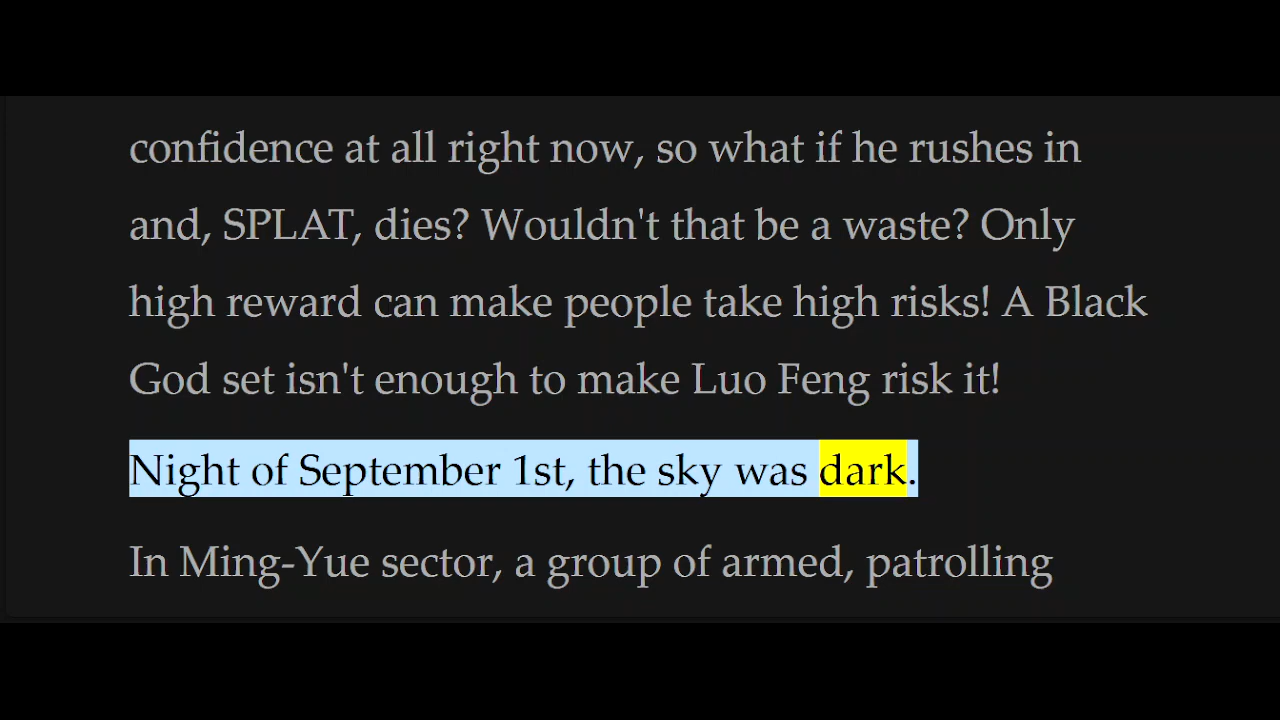 confidence at all right now, so what if he rushes in
and, SPLAT, dies? Wouldn't that be a waste? Only
high reward can make people take high risks! A Black
God set isn't enough to make Luo Feng risk it!
Night of September 1st, the sky was dark.
In Ming-Yue sector, a group of armed, patrolling